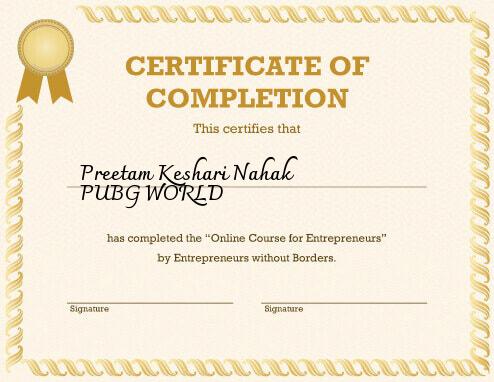 CERTIFICATE OF
COMPLETION
This certifies that
Preetam Keshari Nahak
PUBG WORLD
has completed the “Online Course for Entrepreneurs”
by Entrepreneurs without Borders.
Signature
Signature